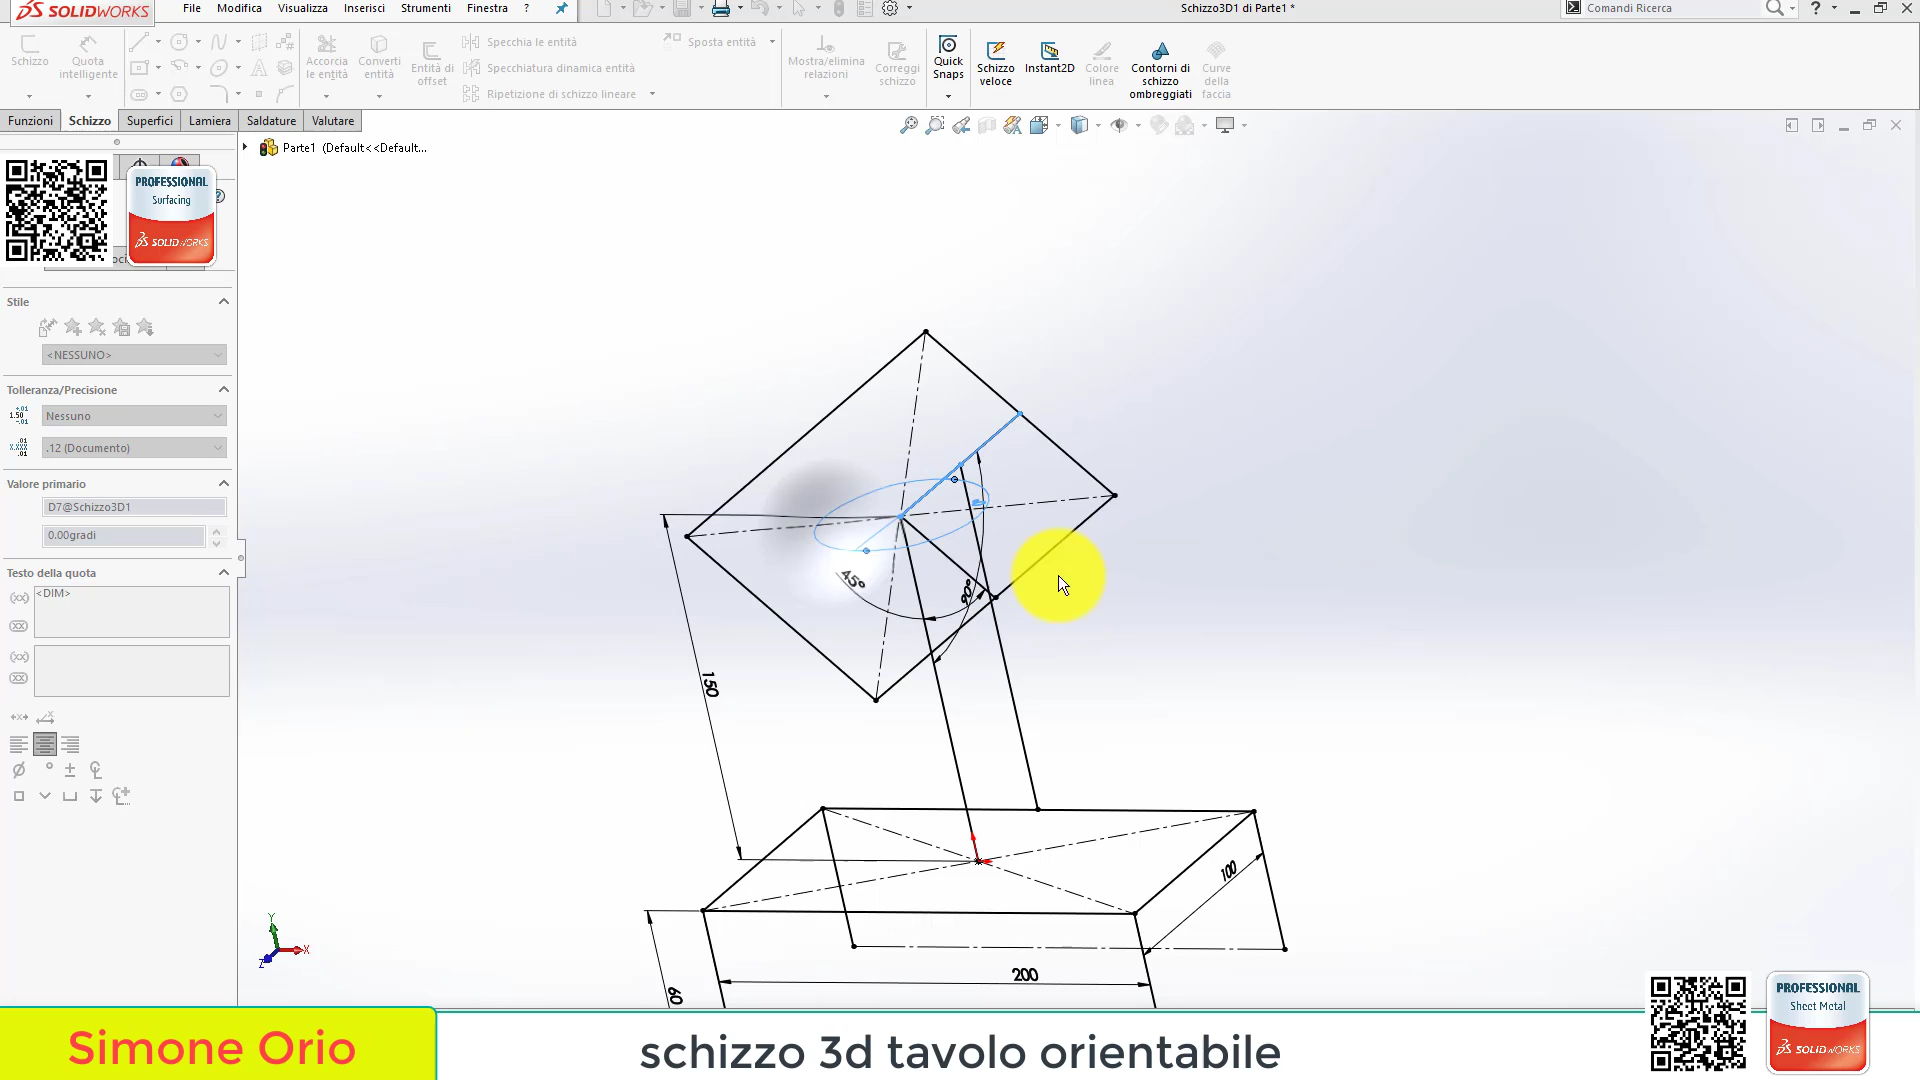 SOLIDWORKS
File Modifica Visualizza Inserisci Strumenti Finestra ?
Schizzo3D1 di Parte1 *
Comandi Ricerca
Schizzo
Quota intelligente
Accorcia le entità
Converti entità
Entità di offset
Specchia le entità
Specchiatura dinamica entità
Ripetizione di schizzo lineare
Sposta entità
Mostra/elimina relazioni
Correggi schizzo
Quick Snaps
Schizzo veloce
Instant2D
Colore linea
Contorni di schizzo ombreggiati
Curve della faccia
Funzioni Schizzo Superfici Lamiera Saldature Valutare
Parte1 (Default<<Default...
PROFESSIONAL
Surfacing
SOLIDWORKS
Stile
<NESSUNO>
Tolleranza/Precisione
Nessuno
.12 (Documento)
Valore primario
D7@Schizzo3D1
0.00gradi
Testo della quota
<DIM>
45°
90°
150
100
200
60
Y
X
Z
PROFESSIONAL
Sheet Metal
SOLIDWORKS
Simone Orio
schizzo 3d tavolo orientabile